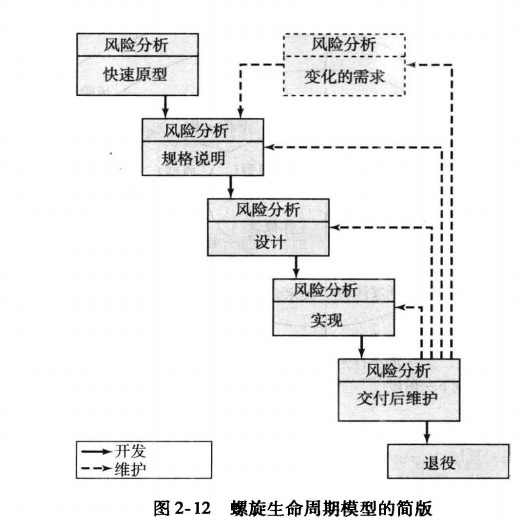 风险分析
快速原型
风险分析
变化的需求
风险分析
规格说明
风险分析
设计
风险分析
实现
风险分析
交付后维护
退役
开发
维护
图2-12 螺旋生命周期模型的简版